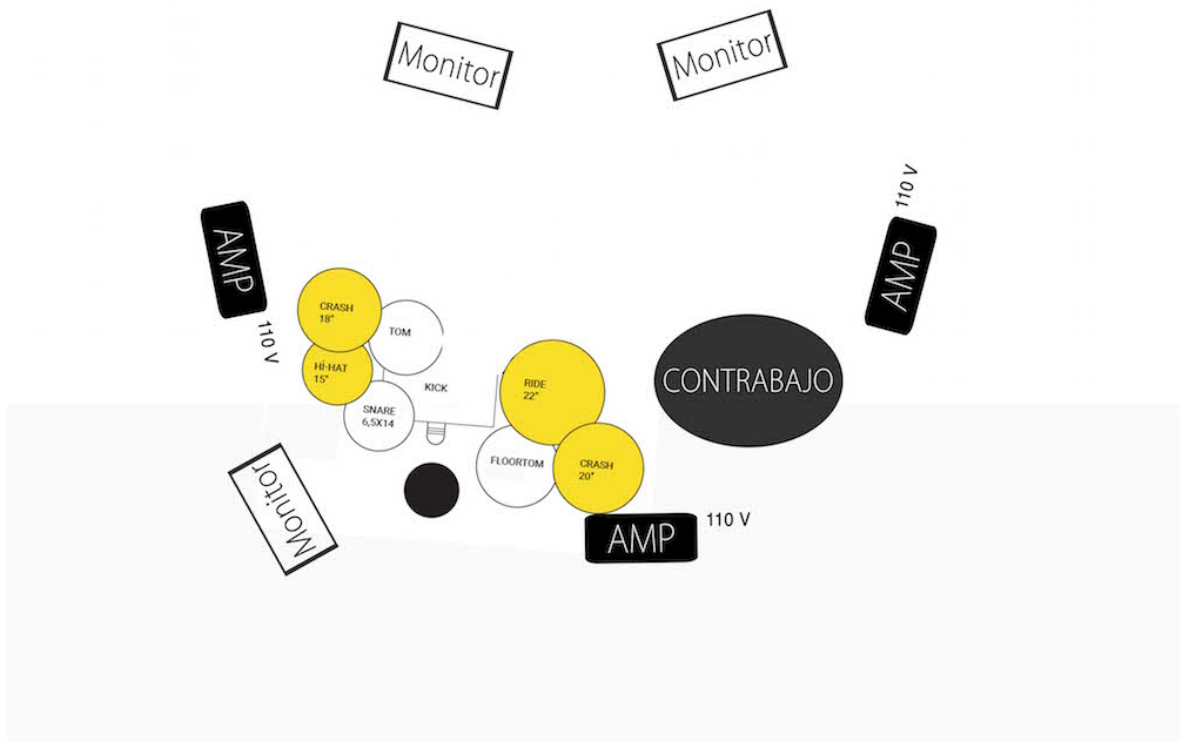 Monitor
Monitor
110 V
AMP
AMP
110 V
CRASH
18"
TOM
HÍ-HAT
15"
KICK
RIDE
22"
CONTRABAJO
SNARE
6,5X14
FLOORTOM
CRASH
20"
Monitor
AMP
110 V